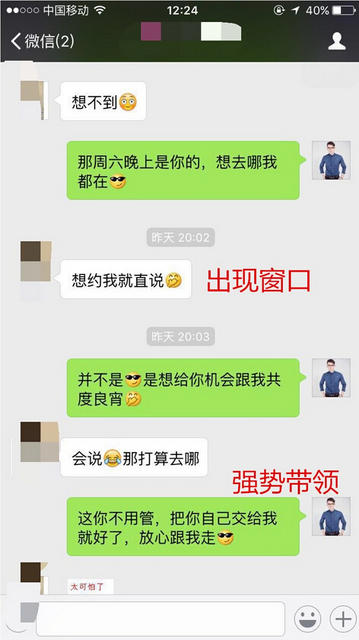 中国移动 12:24 40%
微信(2)
想不到
那周六晚上是你的，想去哪我
都在
昨天 20:02
想约我就直说
出现窗口
昨天 20:03
并不是是想给你机会跟我共
度良宵
会说那打算去哪
强势带领
这你不用管，把你自己交给我
就好了，放心跟我走
太可怕了